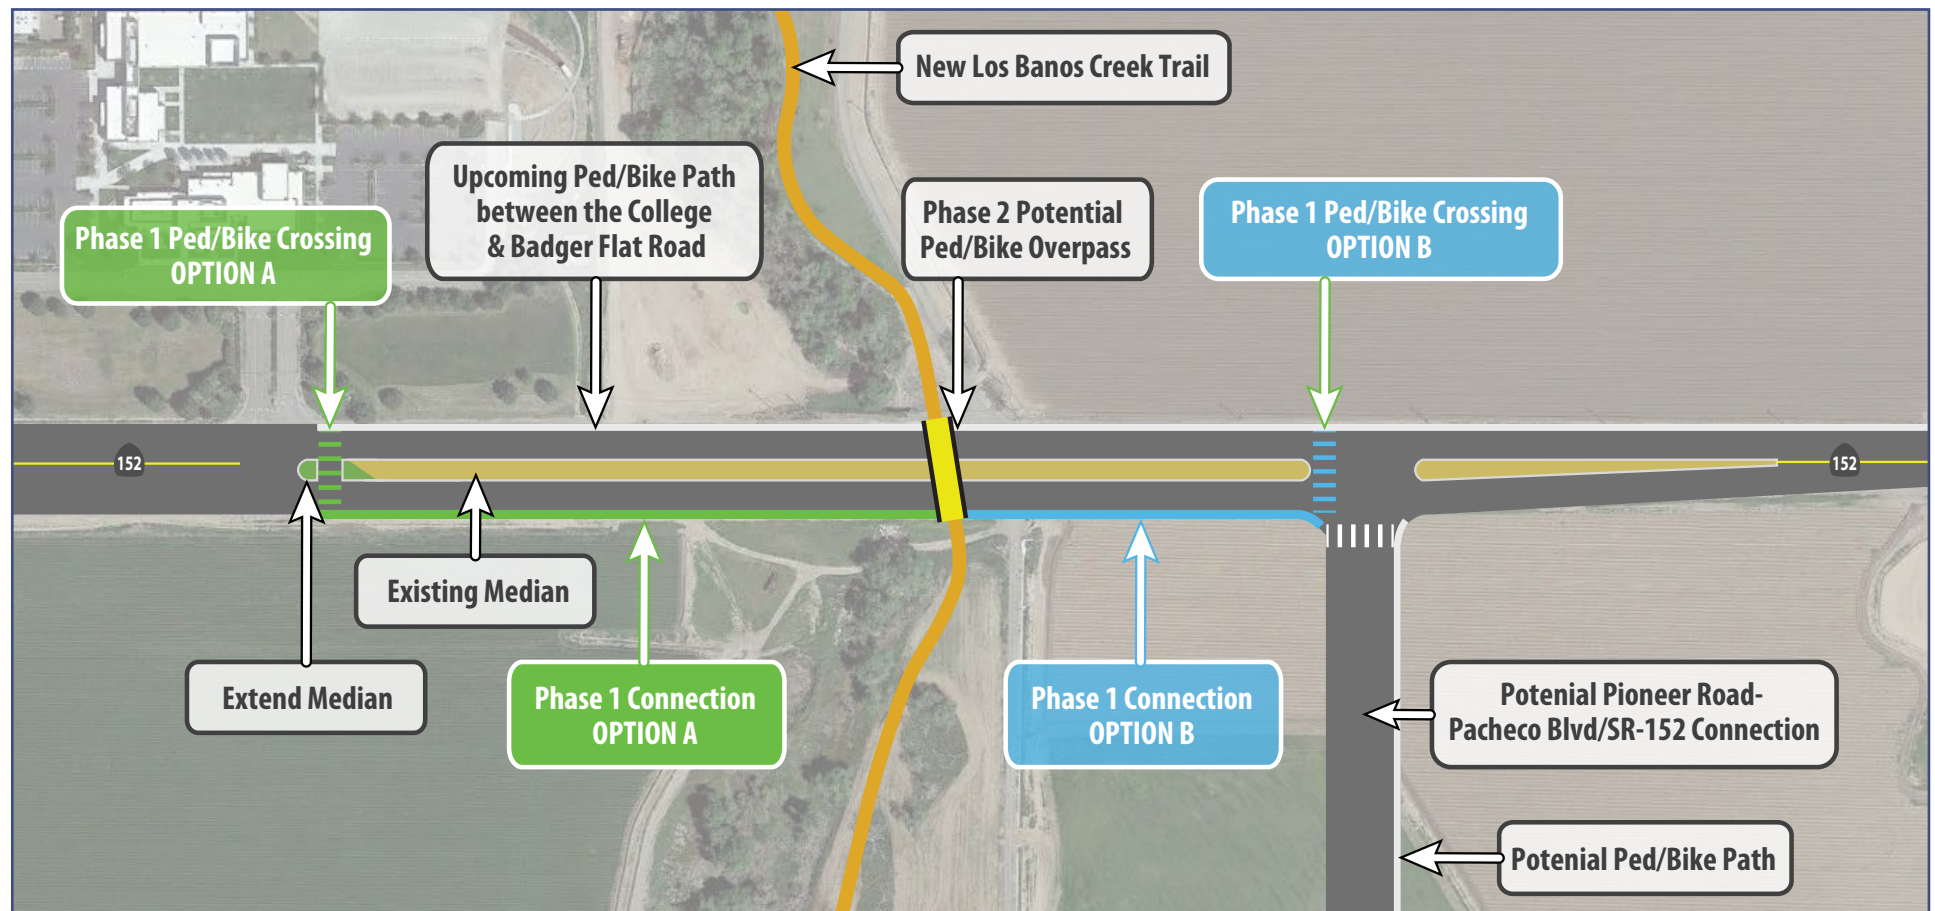 New Los Banos Creek Trail
Upcoming Ped/Bike Path
between the College
& Badger Flat Road
Phase 2 Potential
Ped/Bike Overpass
Phase 1 Ped/Bike Crossing
OPTION B
Phase 1 Ped/Bike Crossing
OPTION A
152
152
Existing Median
Extend Median
Phase 1 Connection
OPTION A
Phase 1 Connection
OPTION B
Potenial Pioneer Road-
Pacheco Blvd/SR-152 Connection
Potenial Ped/Bike Path